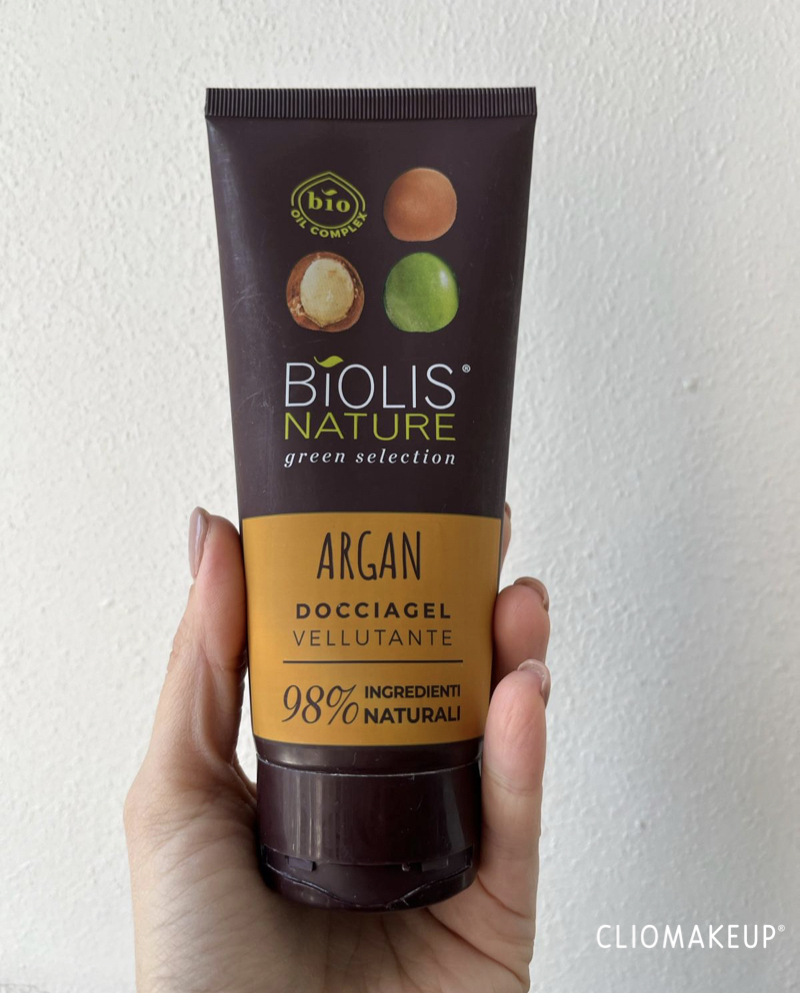 bio
OIL COMPLEX
BiOLIS®
NATURE
green selection
ARGAN
DOCCIAGEL
VELLUTANTE
98% INGREDIENTI
NATURALI
CLIOMAKEUP®